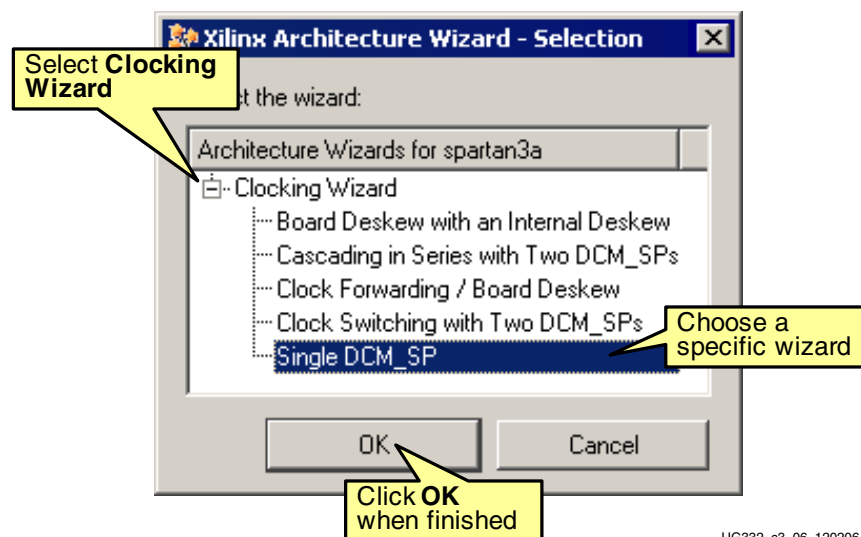 Xilinx Architecture Wizard - Selection
Select Clocking
Wizard
the wizard:
Architecture Wizards for spartan3a
Clocking Wizard
Board Deskew with an Internal Deskew
Cascading in Series with Two DCM_SPs
Clock Forwarding / Board Deskew
Clock Switching with Two DCM_SPs
Choose a
specific wizard
Single DCM_SP
OK
Cancel
Click OK
when finished